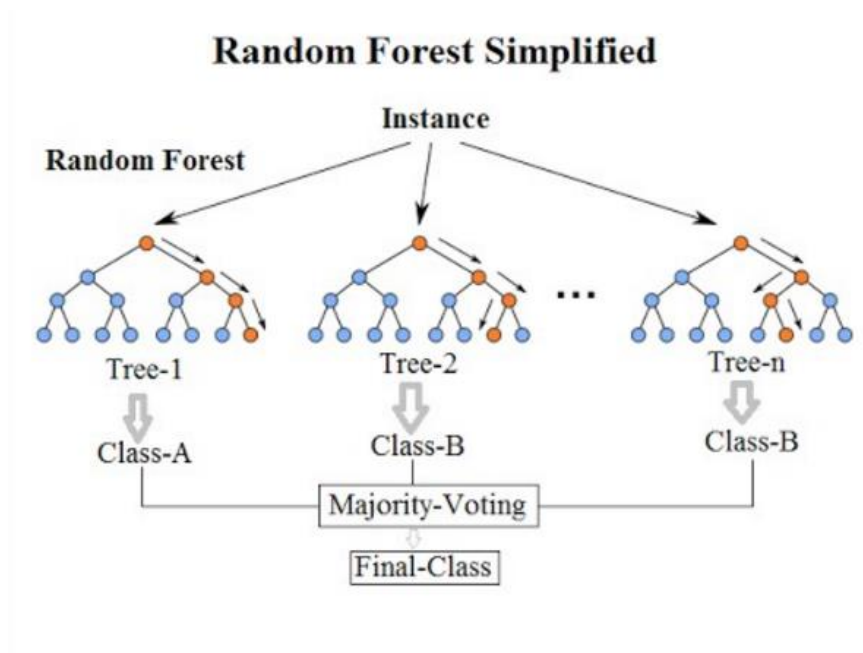 Random Forest Simplified
Instance
Random Forest
...
Tree-1
Tree-2
Tree-n
Class-A
Class-B
Class-B
Majority-Voting
Final-Class